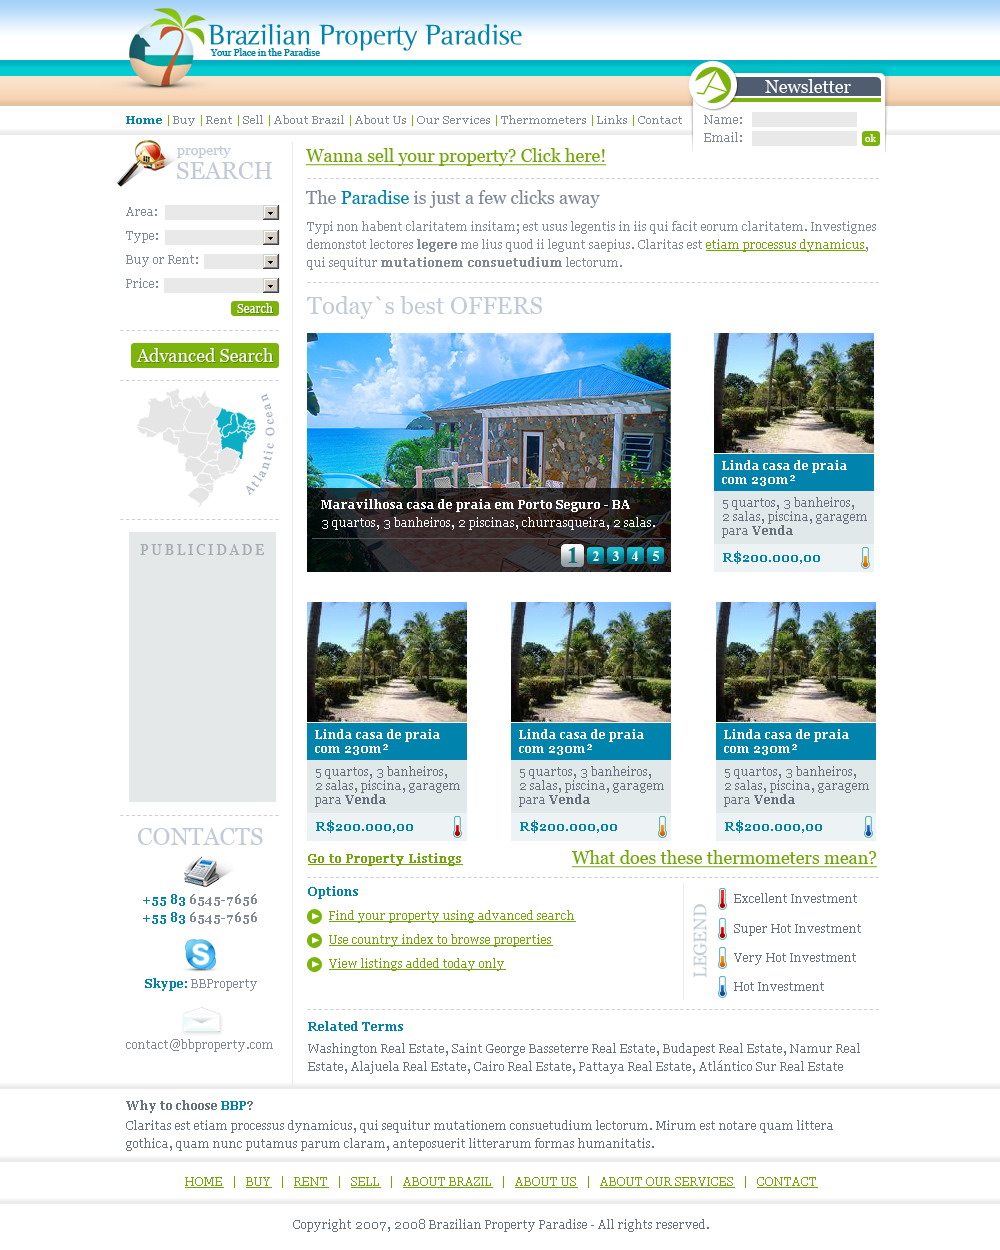 Brazilian Property Paradise
Your Place in the Paradise
Newsletter
Name:
Email:
ok
Home | Buy | Rent | Sell | About Brazil | About Us | Our Services | Thermometers | Links | Contact
property
SEARCH
Area:
Type:
Buy or Rent:
Price:
Search
Advanced Search
Atlantic Ocean
PUBLICIDADE
CONTACTS
+55 83 6545-7656
+55 83 6545-7656
Skype: BBProperty
contact@bbproperty.com
Wanna sell your property? Click here!
The Paradise is just a few clicks away
Typi non habent claritatem insitam; est usus legentis in iis qui facit eorum claritatem. Investignes
demonstot lectores legere me lius quod ii legunt saepius. Claritas est etiam processus dynamicus,
qui sequitur mutationem consuetudium lectorum.
Today`s best OFFERS
Maravilhosa casa de praia em Porto Seguro - BA
3 quartos, 3 banheiros, 2 piscinas, churrasqueira, 2 salas.
1 2 3 4 5
Linda casa de praia
com 230m²
5 quartos, 3 banheiros,
2 salas, piscina, garagem
para Venda
R$200.000,00
Linda casa de praia
com 230m²
5 quartos, 3 banheiros,
2 salas, piscina, garagem
para Venda
R$200.000,00
Linda casa de praia
com 230m²
5 quartos, 3 banheiros,
2 salas, piscina, garagem
para Venda
R$200.000,00
Linda casa de praia
com 230m²
5 quartos, 3 banheiros,
2 salas, piscina, garagem
para Venda
R$200.000,00
Go to Property Listings
What does these thermometers mean?
Options
Find your property using advanced search
Use country index to browse properties
View listings added today only
LEGEND
Excellent Investment
Super Hot Investment
Very Hot Investment
Hot Investment
Related Terms
Washington Real Estate, Saint George Basseterre Real Estate, Budapest Real Estate, Namur Real
Estate, Alajuela Real Estate, Cairo Real Estate, Pattaya Real Estate, Atlántico Sur Real Estate
Why to choose BBP?
Claritas est etiam processus dynamicus, qui sequitur mutationem consuetudium lectorum. Mirum est notare quam littera
gothica, quam nunc putamus parum claram, anteposuerit litterarum formas humanitatis.
HOME | BUY | RENT | SELL | ABOUT BRAZIL | ABOUT US | ABOUT OUR SERVICES | CONTACT
Copyright 2007, 2008 Brazilian Property Paradise - All rights reserved.